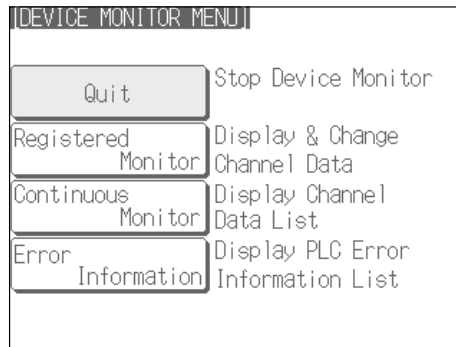 [DEVICE MONITOR MENU]
Quit
Stop Device Monitor
Registered
Monitor
Display & Change
Channel Data
Continuous
Monitor
Display Channel
Data List
Error
Information
Display PLC Error
Information List